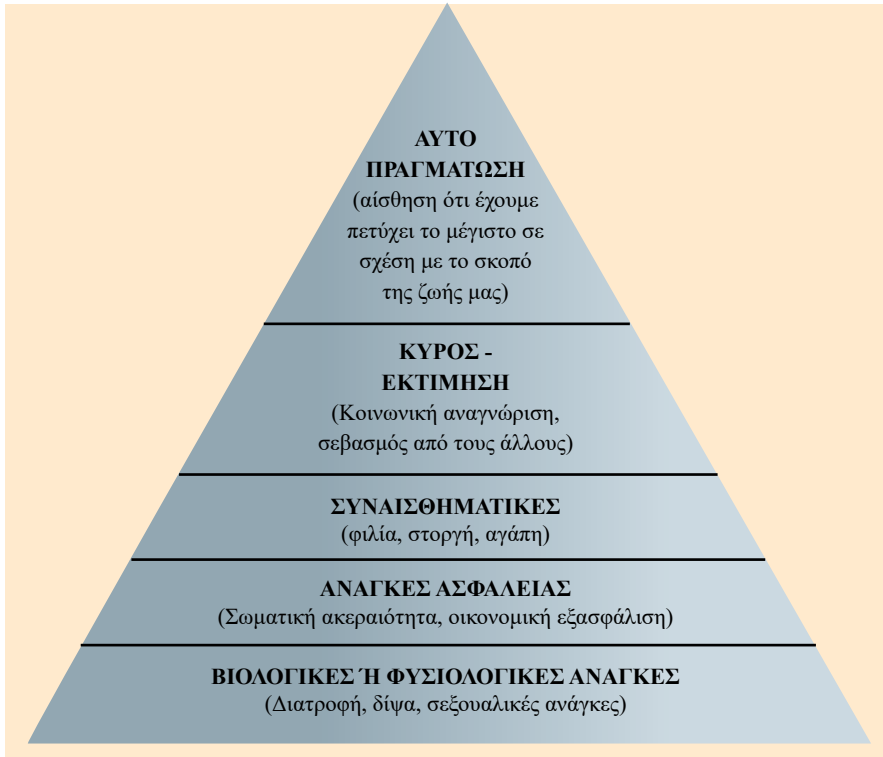 ΑΥΤΟ
ΠΡΑΓΜΑΤΩΣΗ
(αίσθηση ότι έχουμε
πετύχει το μέγιστο σε
σχέση με το σκοπό
της ζωής μας)
ΚΥΡΟΣ -
ΕΚΤΙΜΗΣΗ
(Κοινωνική αναγνώριση,
σεβασμός από τους άλλους)
ΣΥΝΑΙΣΘΗΜΑΤΙΚΕΣ
(φιλία, στοργή, αγάπη)
ΑΝΑΓΚΕΣ ΑΣΦΑΛΕΙΑΣ
(Σωματική ακεραιότητα, οικονομική εξασφάλιση)
ΒΙΟΛΟΓΙΚΕΣ Ή ΦΥΣΙΟΛΟΓΙΚΕΣ ΑΝΑΓΚΕΣ
(Διατροφή, δίψα, σεξουαλικές ανάγκες)